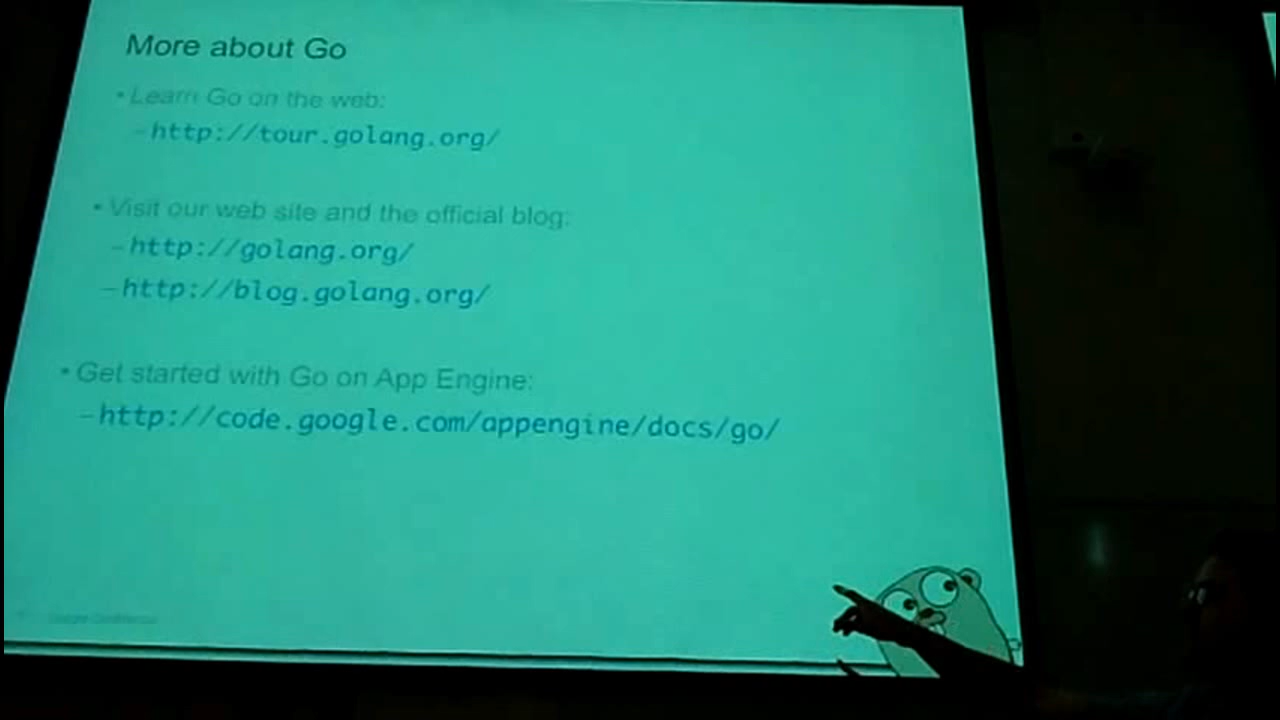 More about Go
• Learn Go on the web:
– http://tour.golang.org/
• Visit our web site and the official blog:
– http://golang.org/
– http://blog.golang.org/
• Get started with Go on App Engine:
– http://code.google.com/appengine/docs/go/